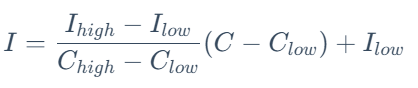 I = \frac{I_{high} - I_{low}}{C_{high} - C_{low}}(C - C_{low}) + I_{low}